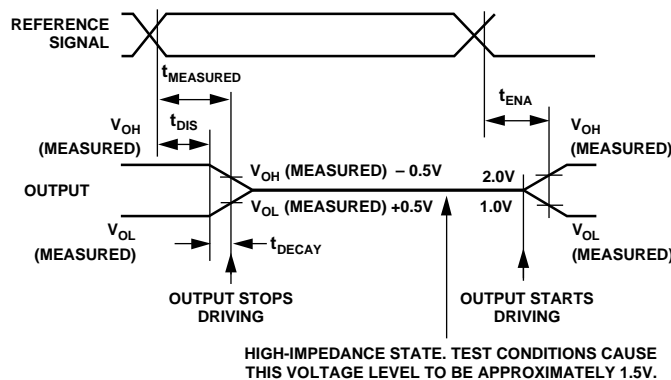 REFERENCE
SIGNAL
tMEASURED
tENA
tDIS
VOH
(MEASURED)
VOH
(MEASURED)
VOH (MEASURED) – 0.5V
2.0V
OUTPUT
VOL (MEASURED) +0.5V
1.0V
VOL
(MEASURED)
VOL
(MEASURED)
tDECAY
OUTPUT STOPS
DRIVING
OUTPUT STARTS
DRIVING
HIGH-IMPEDANCE STATE. TEST CONDITIONS CAUSE
THIS VOLTAGE LEVEL TO BE APPROXIMATELY 1.5V.